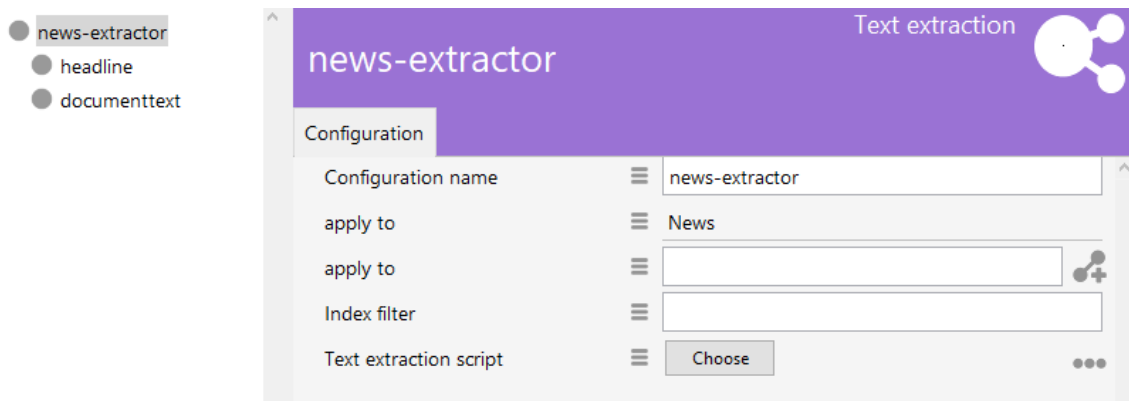 news-extractor
headline
documenttext
Text extraction
news-extractor
Configuration
Configuration name news-extractor
apply to News
apply to
Index filter
Text extraction script Choose